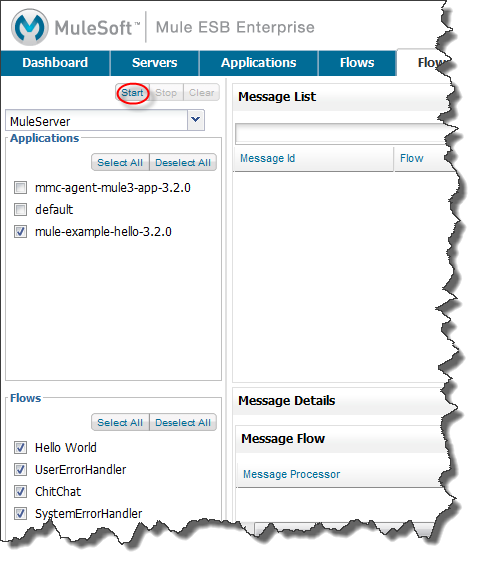 MuleSoft™ Mule ESB Enterprise
Dashboard Servers Applications Flows Flow
Start Stop Clear
MuleServer
Applications
Select All Deselect All
mmc-agent-mule3-app-3.2.0
default
mule-example-hello-3.2.0
Flows
Select All Deselect All
Hello World
UserErrorHandler
ChitChat
SystemErrorHandler
Message List
Message Id Flow
Message Details
Message Flow
Message Processor